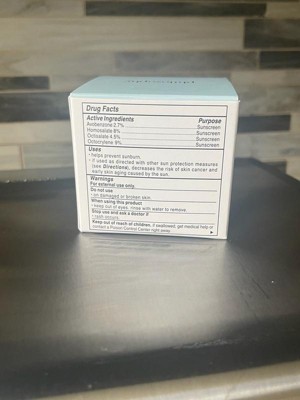 Drug Facts
Active Ingredients Purpose
Avobenzone 2.7% Sunscreen
Homosalate 8% Sunscreen
Octisalate 4.5% Sunscreen
Octocrylene 9% Sunscreen
Uses
• helps prevent sunburn.
• if used as directed with other sun protection measures
(see Directions), decreases the risk of skin cancer and
early skin aging caused by the sun.
Warnings
For external use only.
Do not use
• on damaged or broken skin.
When using this product
• keep out of eyes. rinse with water to remove.
Stop use and ask a doctor if
• rash occurs.
Keep out of reach of children. If swallowed, get medical help or
contact a Poison Control Center right away.